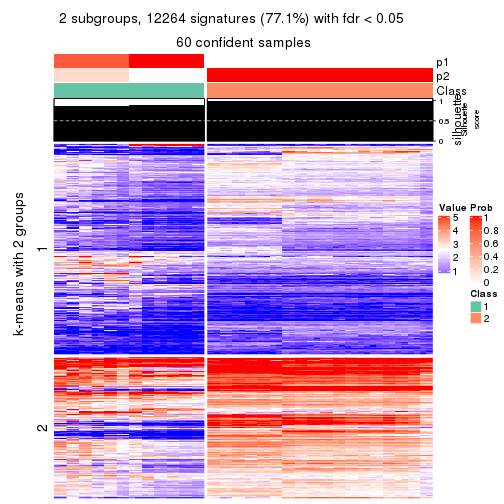 2 subgroups, 12264 signatures (77.1%) with fdr < 0.05
60 confident samples
p1
p2
Class
1
0.5
0
silhouette
Silhouette
score
k-means with 2 groups
1
2
Value
5
4
3
2
1
Prob
1
0.8
0.6
0.4
0.2
0
Class
1
2